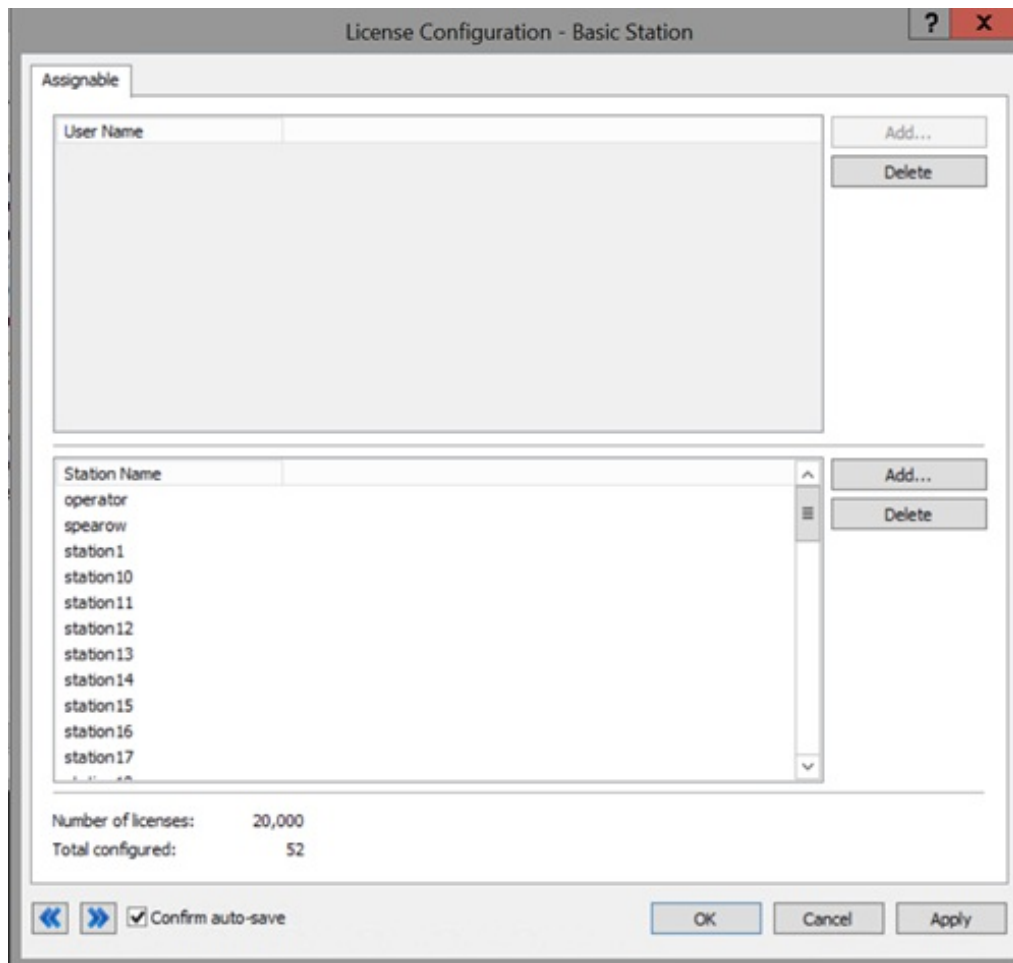 License Configuration - Basic Station
? x
Assignable
User Name
Add...
Delete
Station Name
Add...
operator
Delete
spearow
station1
station10
station11
station12
station13
station14
station15
station16
station17
Number of licenses: 20,000
Total configured: 52
Confirm auto-save
OK Cancel Apply